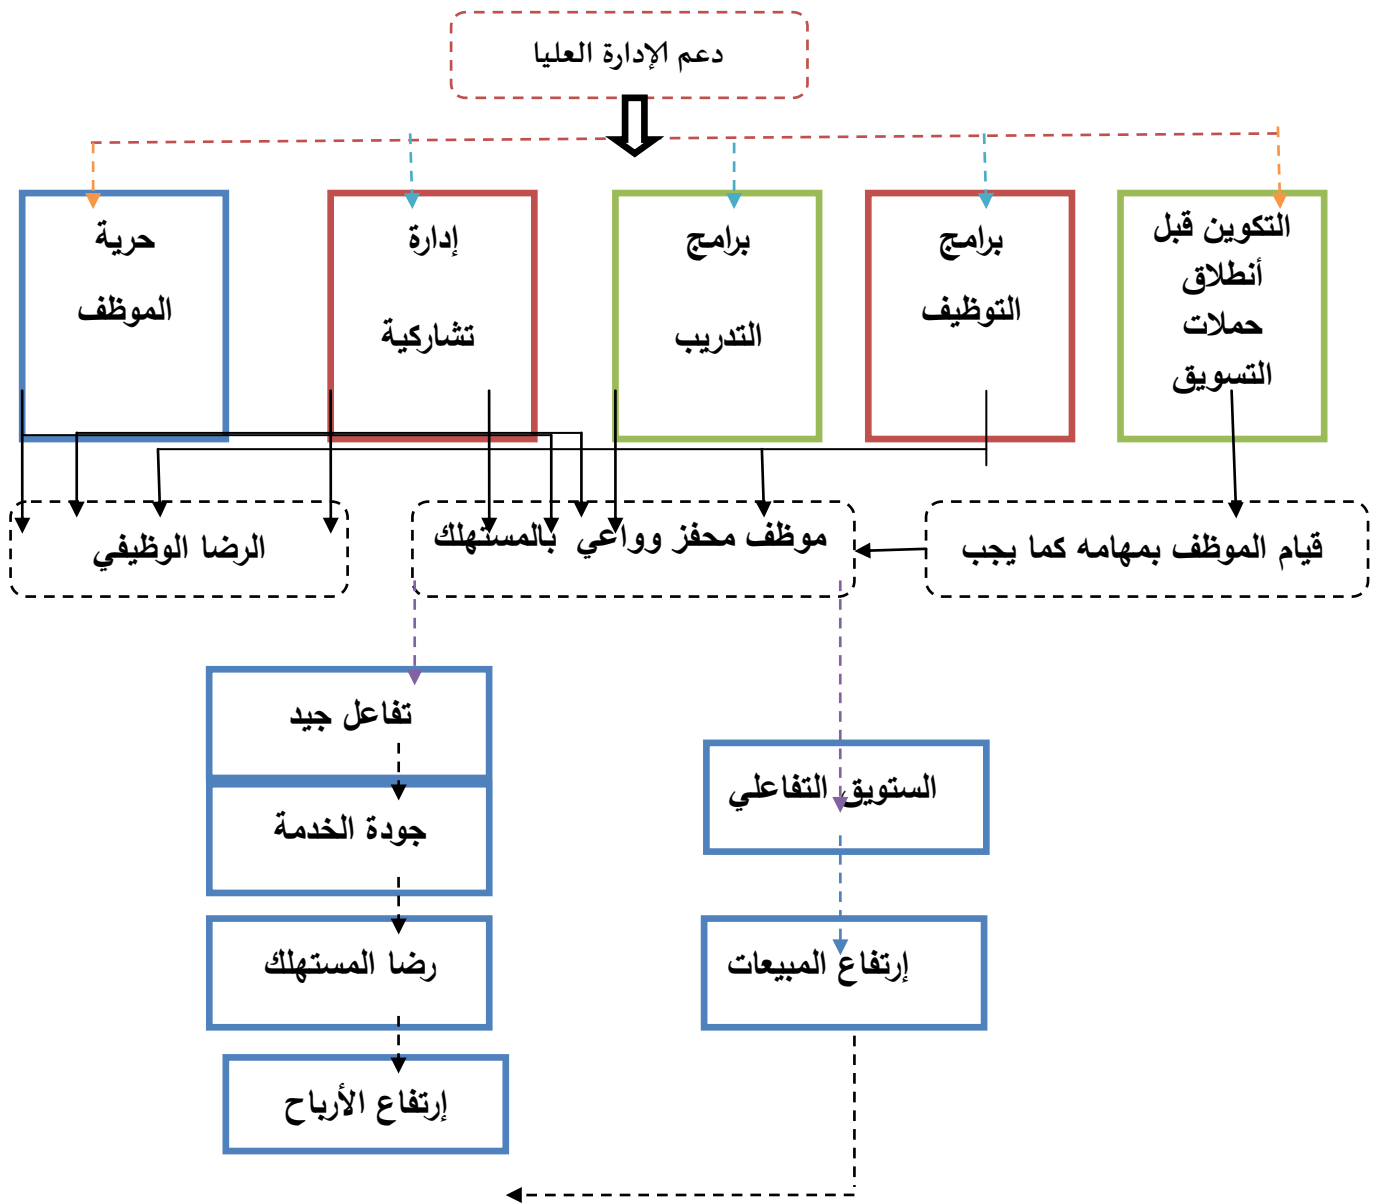 دعم الإدارة العليا
التكوين قبل
أنطلاق
حملات
التسويق
برامج
التوظيف
برامج
التدريب
إدارة
تشاركية
حرية
الموظف
قيام الموظف بمهامه كما يجب
موظف محفز وواعي بالمستهلك
الرضا الوظيفي
تفاعل جيد
الستويق التفاعلي
جودة الخدمة
إرتفاع المبيعات
رضا المستهلك
إرتفاع الأرباح